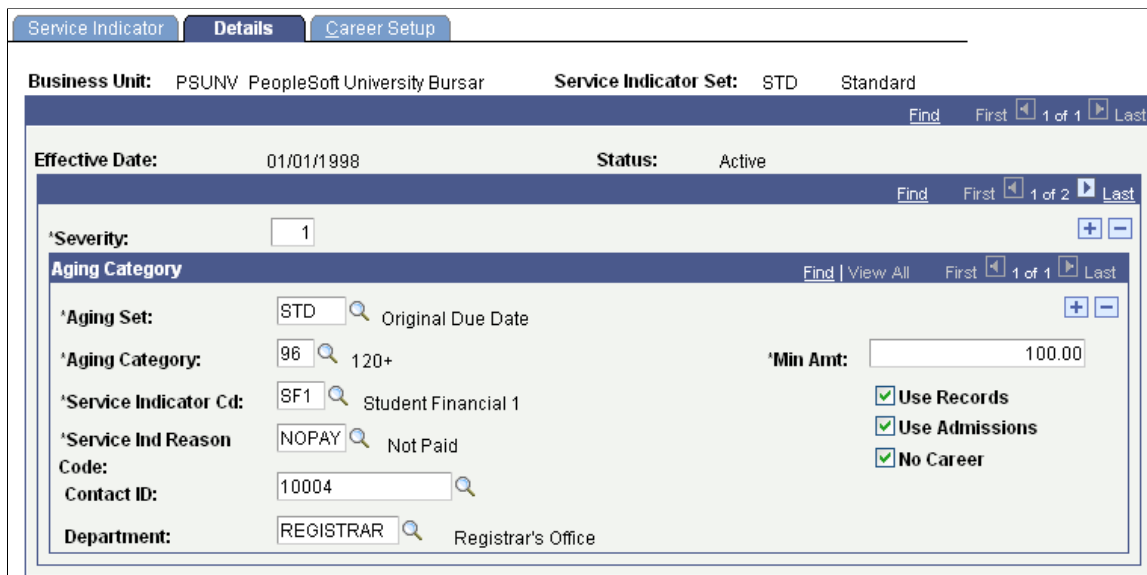 Service Indicator Details Career Setup
Business Unit: PSUNV PeopleSoft University Bursar Service Indicator Set: STD Standard
Find First 1 of 1 Last
Effective Date: 01/01/1998 Status: Active
Find First 1 of 2 Last
*Severity: 1
Aging Category Find | View All First 1 of 1 Last
*Aging Set: STD Original Due Date
*Aging Category: 96 120+ *Min Amt: 100.00
*Service Indicator Cd: SF1 Student Financial 1 Use Records
*Service Ind Reason Code: NOPAY Not Paid Use Admissions
No Career
Contact ID: 10004
Department: REGISTRAR Registrar's Office